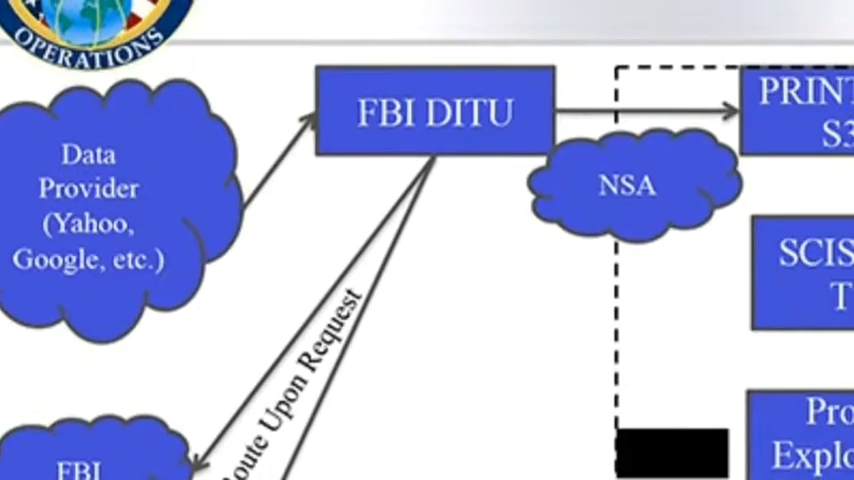 OPERATIONS
FBI DITU
PRINT
S3
Data
Provider
(Yahoo,
Google, etc.)
NSA
SCIS
T
Route Upon Request
FBI
Pro
Explo